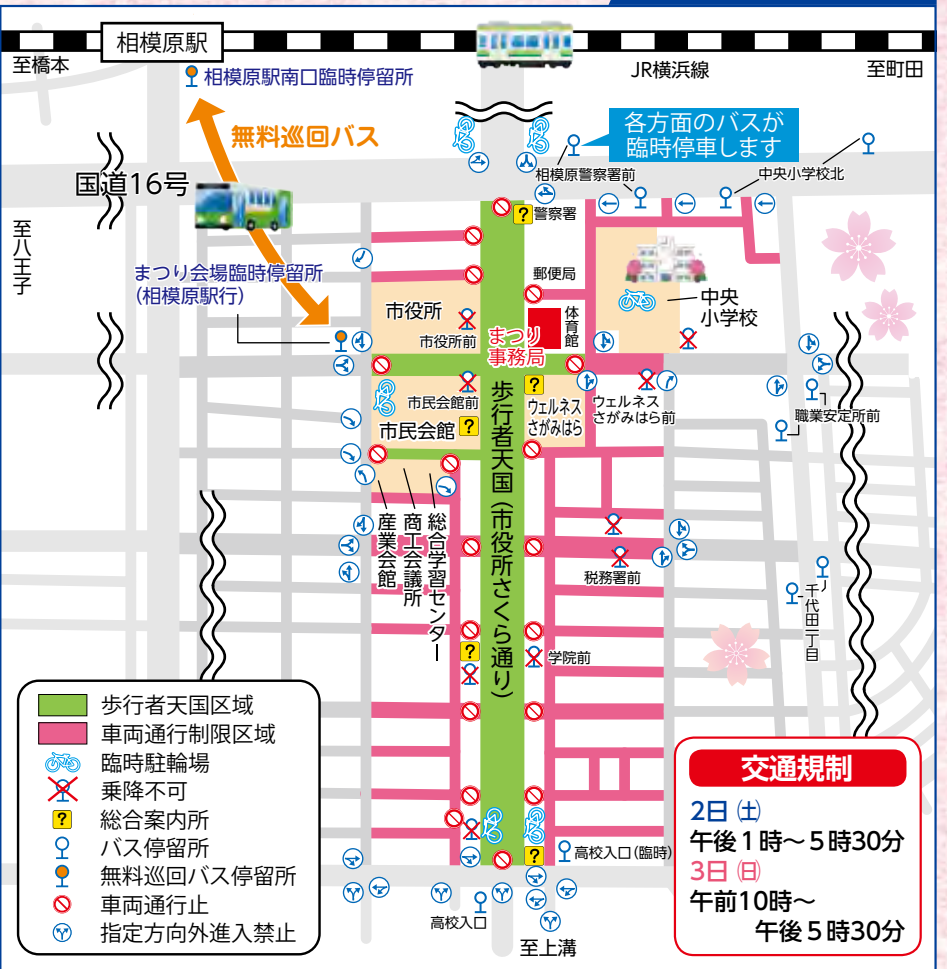 相模原駅
至橋本
JR横浜線
至町田
相模原駅南口臨時停留所
無料巡回バス
各方面のバスが
臨時停車します
国道16号
相模原警察署前
中央小学校北
至八王子
?
警察署
まつり会場臨時停留所
(相模原駅行)
郵便局
市役所
市役所前
体育館
中央
小学校
まつり
事務局
市民会館前
市民会館
?
?
ウェルネス
さがみはら
ウェルネス
さがみはら前
職業安定所前
歩行者天国(市役所さくら通り)
産業会館
商工会議所
総合学習センター
税務署前
千代田二丁目
?
学院前
歩行者天国区域
車両通行制限区域
臨時駐輪場
乗降不可
?
総合案内所
バス停留所
無料巡回バス停留所
車両通行止
指定方向外進入禁止
?
高校入口(臨時)
高校入口
至上溝
交通規制
2日(土)
午後1時〜5時30分
3日(日)
午前10時〜
午後5時30分